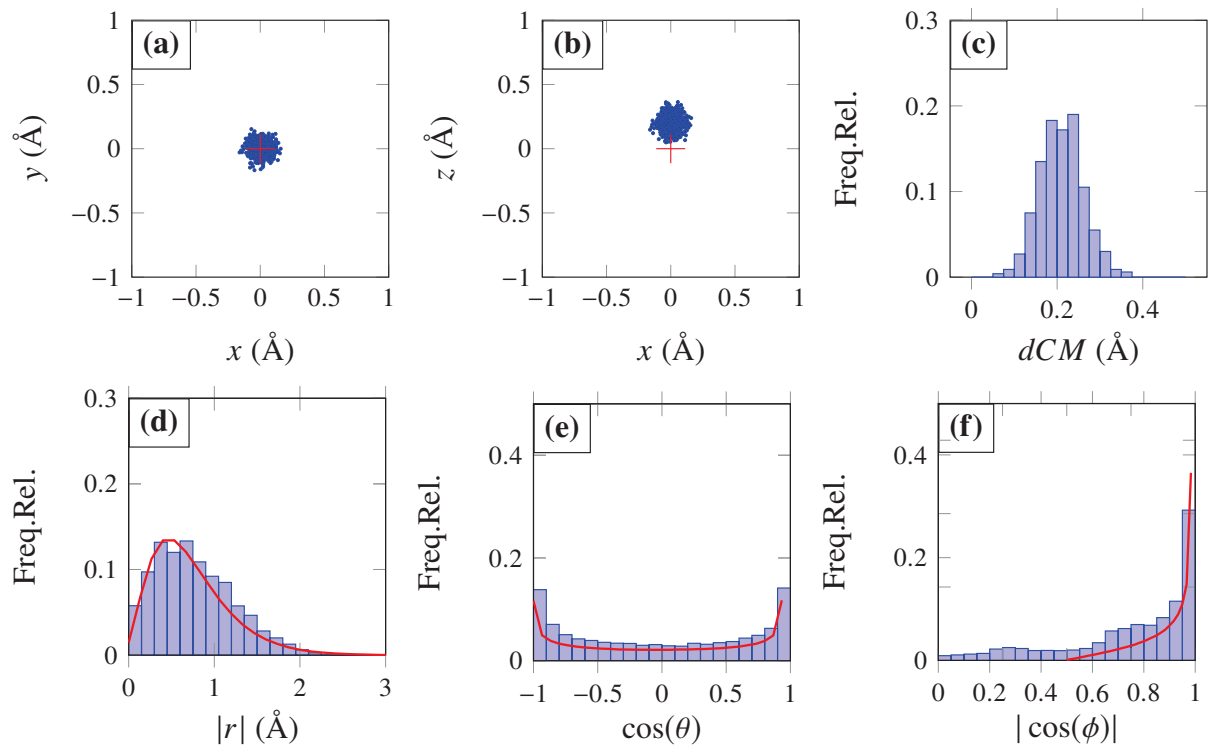 (a)
1
0.5
0
−0.5
−1
y (Å)
−1
−0.5
0
0.5
1
x (Å)
(b)
1
0.5
0
−0.5
−1
z (Å)
−1
−0.5
0
0.5
1
x (Å)
(c)
0.3
0.2
0.1
0
Freq.Rel.
0
0.2
0.4
dCM (Å)
(d)
0.3
0.2
0.1
0
Freq.Rel.
0
1
2
3
|r| (Å)
(e)
0.4
0.2
0
Freq.Rel.
−1
−0.5
0
0.5
1
cos(θ)
(f)
0.4
0.2
0
Freq.Rel.
0
0.2
0.4
0.6
0.8
1
| cos(ϕ)|